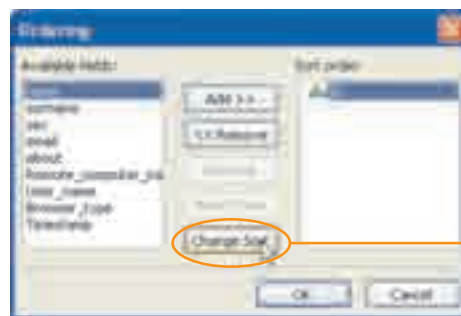 Ordering
Available fields:
Sort order:
surname
sex
email
about
Remote_computer_na
User_name
Browser_type
Timestamp
Add >>
<< Remove
Change Sort
OK
Cancel